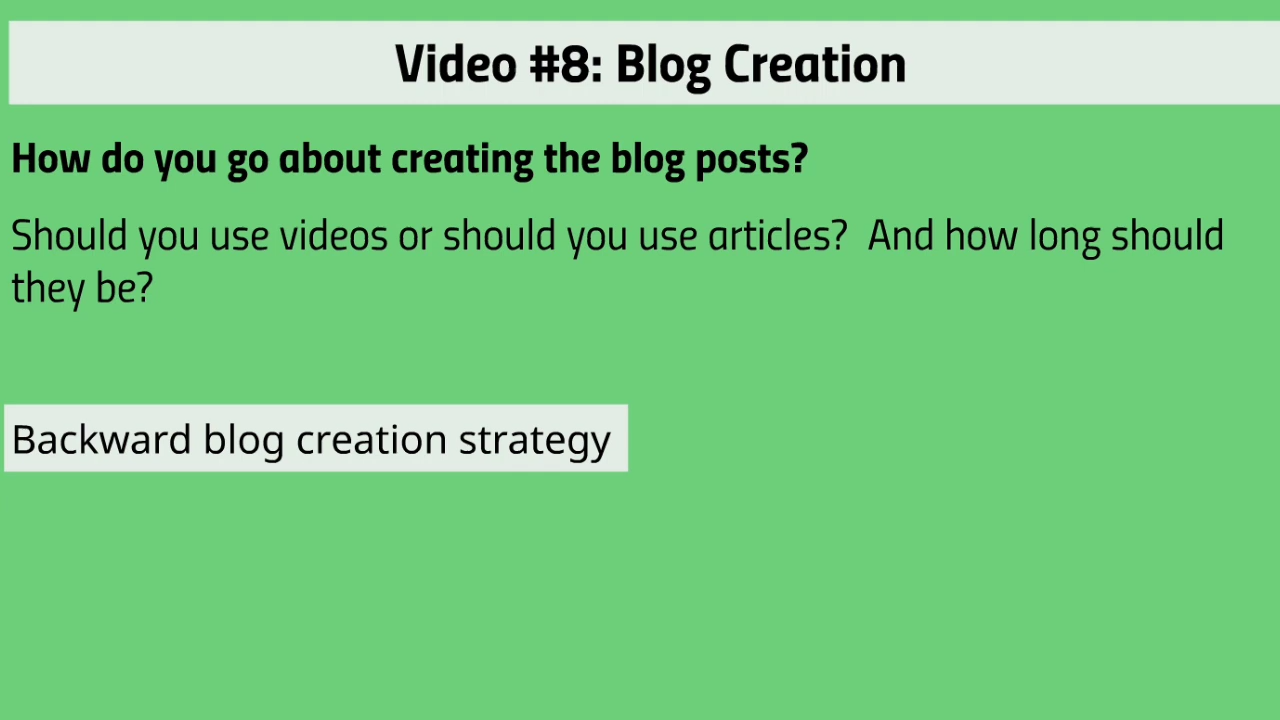 Video #8: Blog Creation
How do you go about creating the blog posts?
Should you use videos or should you use articles?  And how long should
they be?
Backward blog creation strategy